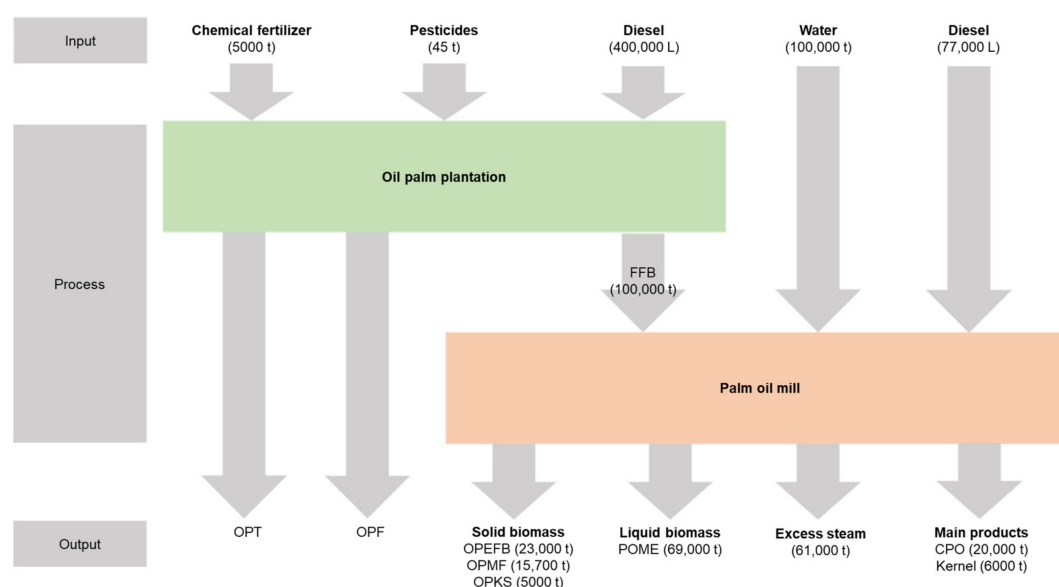 Input
Chemical fertilizer
(5000 t)
Pesticides
(45 t)
Diesel
(400,000 L)
Water
(100,000 t)
Diesel
(77,000 L)
Process
Oil palm plantation
FFB
(100,000 t)
Palm oil mill
Output
OPT
OPF
Solid biomass
OPEFB (23,000 t)
OPMF (15,700 t)
OPKS (5000 t)
Liquid biomass
POME (69,000 t)
Excess steam
(61,000 t)
Main products
CPO (20,000 t)
Kernel (6000 t)